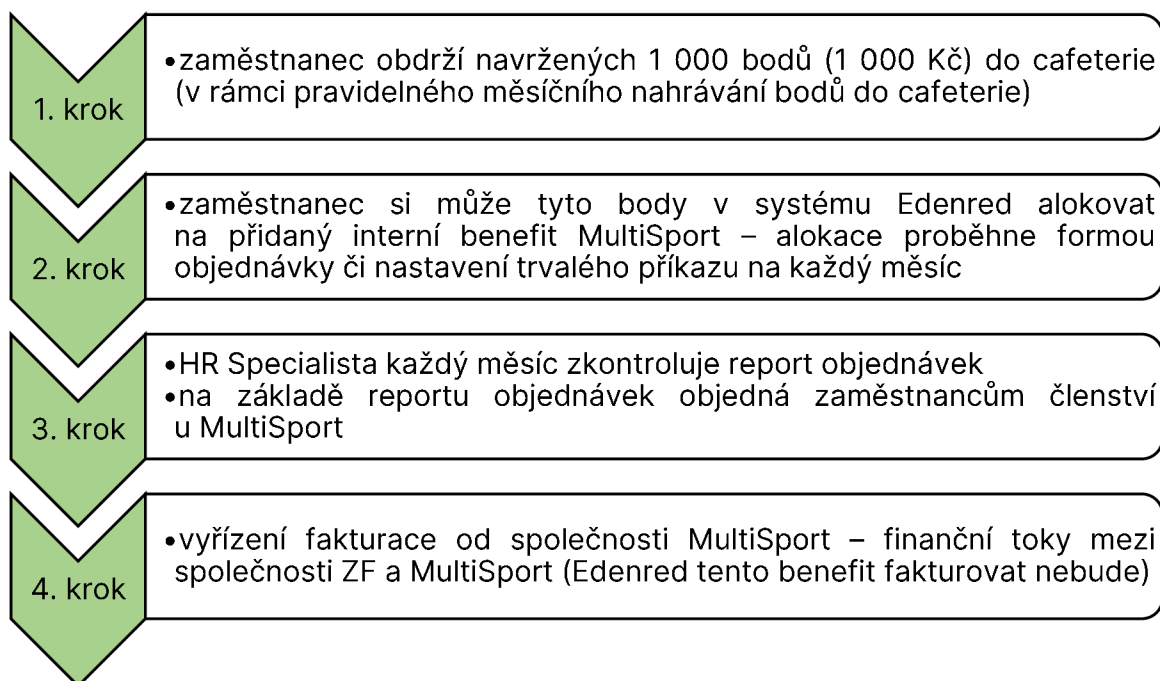 1. krok
•zaměstnanec obdrží navržených 1 000 bodů (1 000 Kč) do cafeterie
(v rámci pravidelného měsíčního nahrávání bodů do cafeterie)
2. krok
•zaměstnanec si může tyto body v systému Edenred alokovat
na přidaný interní benefit MultiSport – alokace proběhne formou
objednávky či nastavení trvalého příkazu na každý měsíc
3. krok
•HR Specialista každý měsíc zkontroluje report objednávek
•na základě reportu objednávek objedná zaměstnancům členství
u MultiSport
4. krok
•vyřízení fakturace od společnosti MultiSport – finanční toky mezi
společnosti ZF a MultiSport (Edenred tento benefit fakturovat nebude)